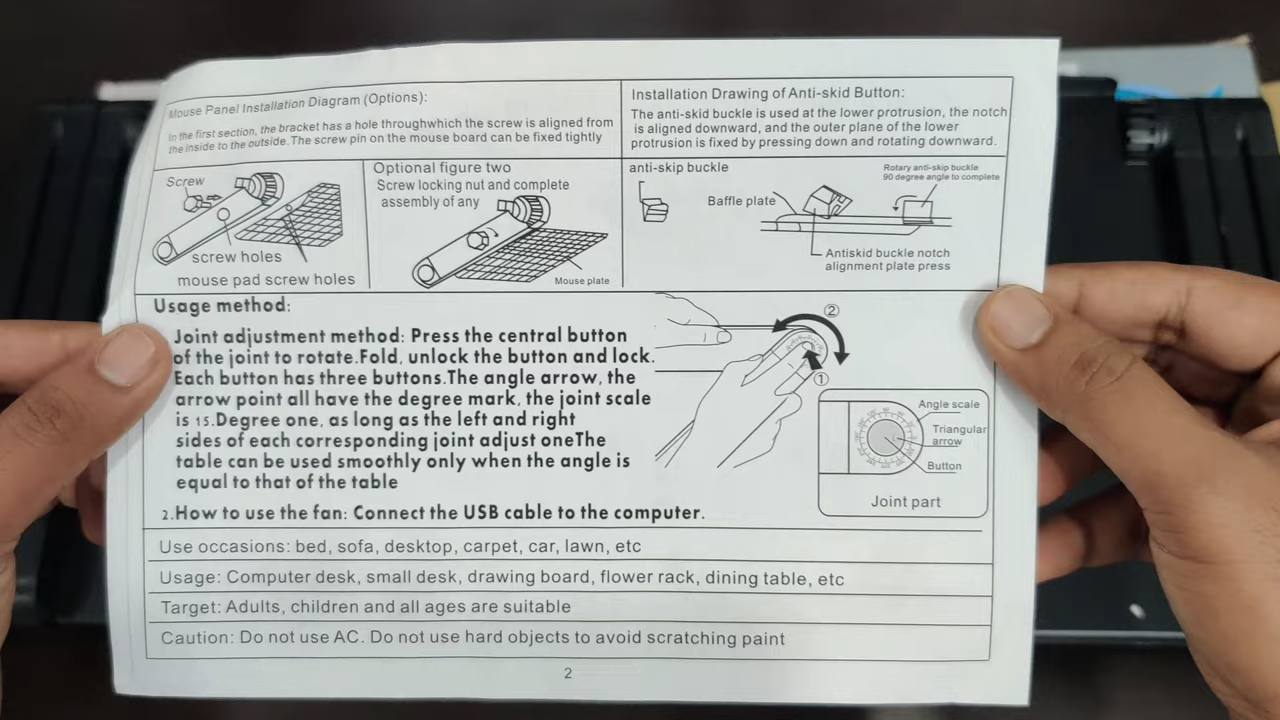 Mouse Panel Installation Diagram (Options):
In the first section, the bracket has a hole throughwhich the screw is aligned from
the inside to the outside.The screw pin on the mouse board can be fixed tightly
Installation Drawing of Anti-skid Button:
The anti-skid buckle is used at the lower protrusion, the notch
is aligned downward, and the outer plane of the lower
protrusion is fixed by pressing down and rotating downward.
Screw
screw holes
mouse pad screw holes
Optional figure two
Screw locking nut and complete
assembly of any
Mouse plate
anti-skip buckle
Baffle plate
Rotary anti-skip buckle
90 degree angle to complete
Antiskid buckle notch
alignment plate press
Usage method:
Joint adjustment method: Press the central button
of the joint to rotate.Fold, unlock the button and lock.
Each button has three buttons.The angle arrow, the
arrow point all have the degree mark, the joint scale
is 15.Degree one, as long as the left and right
sides of each corresponding joint adjust oneThe
table can be used smoothly only when the angle is
equal to that of the table
②
①
Angle scale
Triangular
arrow
Button
Joint part
2.How to use the fan: Connect the USB cable to the computer.
Use occasions: bed, sofa, desktop, carpet, car, lawn, etc
Usage: Computer desk, small desk, drawing board, flower rack, dining table, etc
Target: Adults, children and all ages are suitable
Caution: Do not use AC. Do not use hard objects to avoid scratching paint
2